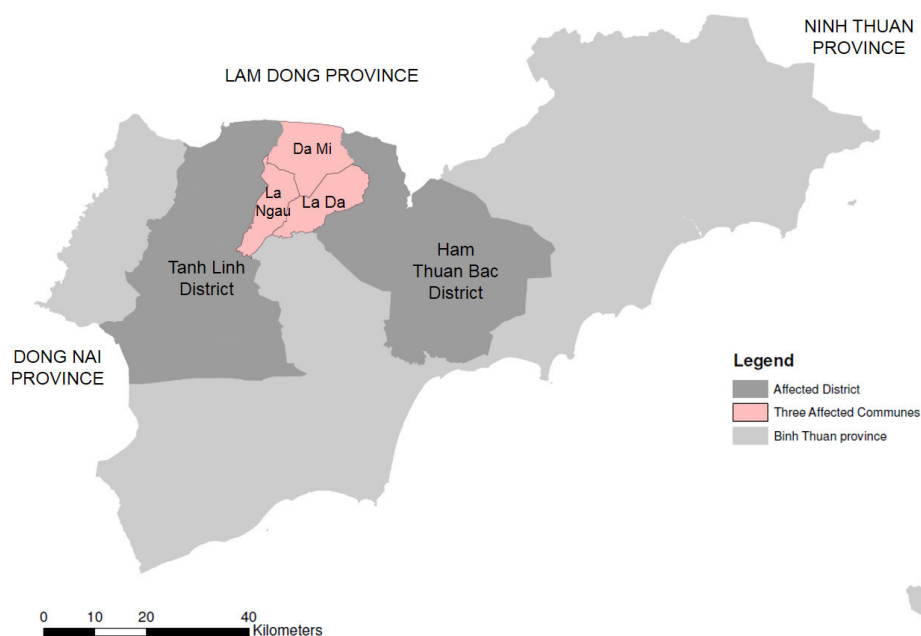 NINH THUAN
PROVINCE
LAM DONG PROVINCE
Da Mi
La
Ngau
La Da
Ham
Thuan Bac
District
Tanh Linh
District
DONG NAI
PROVINCE
Legend
Affected District
Three Affected Communes
Binh Thuan province
0 10 20 40
Kilometers